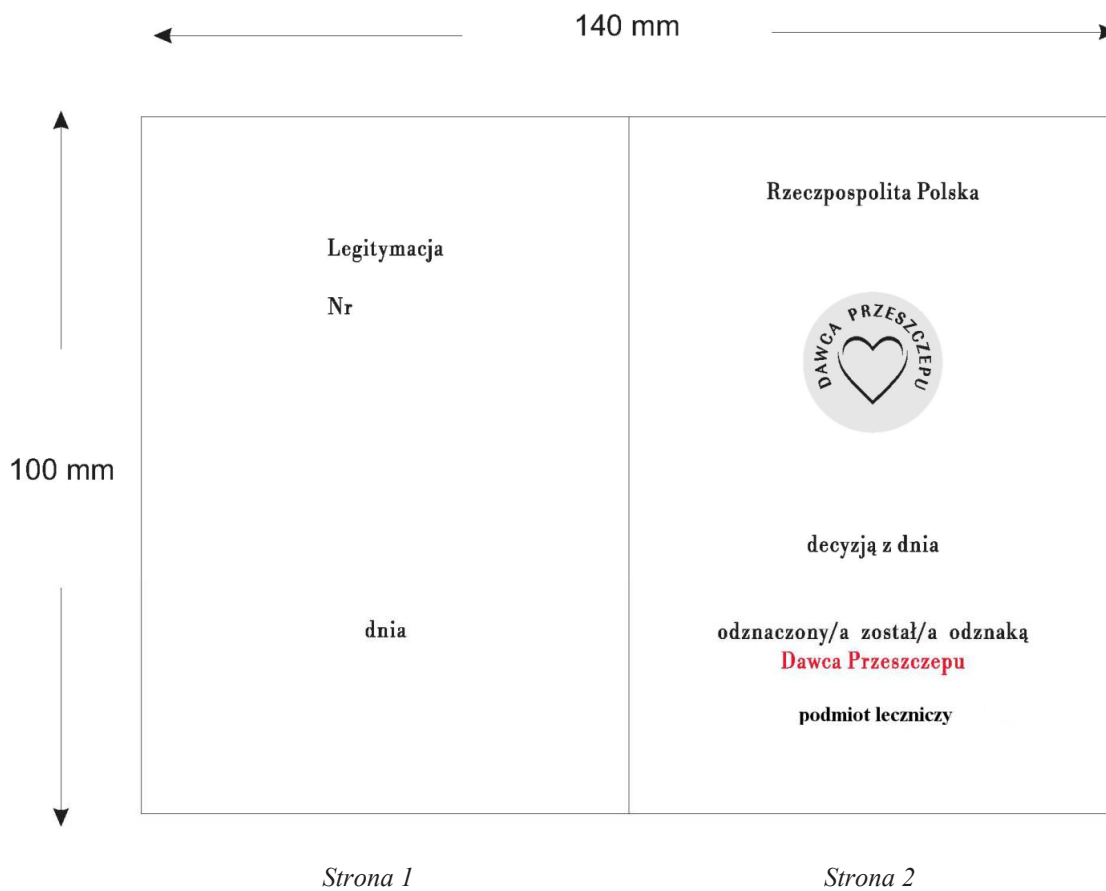 140 mm
100 mm
Legitymacja
Nr
dnia
Rzeczpospolita Polska
DAWCA PRZESZCZEPU
decyzją z dnia
odznaczony/a został/a odznaką
Dawca Przeszczepu
podmiot leczniczy
Strona 1
Strona 2